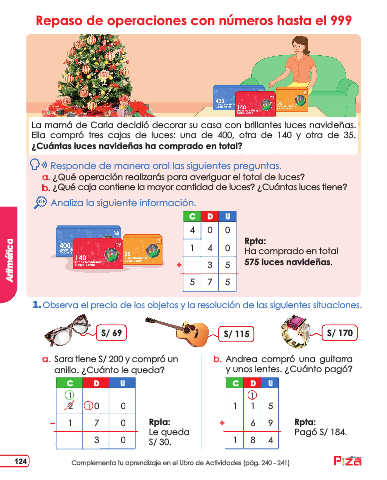 Repaso de operaciones con números hasta el 999
400
140
La mamá de Carla decidió decorar su casa con brillantes luces navideñas.
Ella compró tres cajas de luces: una de 400, otra de 140 y otra de 35.
¿Cuántas luces navideñas ha comprado en total?
Responde de manera oral las siguientes preguntas.
a. ¿Qué operación realizarás para averiguar el total de luces?
b. ¿Qué caja contiene la mayor cantidad de luces? ¿Cuántas luces tiene?
Analiza la siguiente información.
400
140
35
C D U
4 0 0
1 4 0
+ 3 5
5 7 5
Rpta:
Ha comprado en total
575 luces navideñas.
Aritmética
1. Observa el precio de los objetos y la resolución de las siguientes situaciones.
S/ 69
S/ 115
S/ 170
a. Sara tiene S/ 200 y compró un
anillo. ¿Cuánto le queda?
C D U
1
2 10 0
- 1 7 0
3 0
Rpta:
Le queda
S/ 30.
b. Andrea compró una guitarra
y unos lentes. ¿Cuánto pagó?
C D U
1
1 1 5
+ 6 9
1 8 4
Rpta:
Pagó S/ 184.
124
Complementa tu aprendizaje en el Libro de Actividades (pág. 240 - 241)